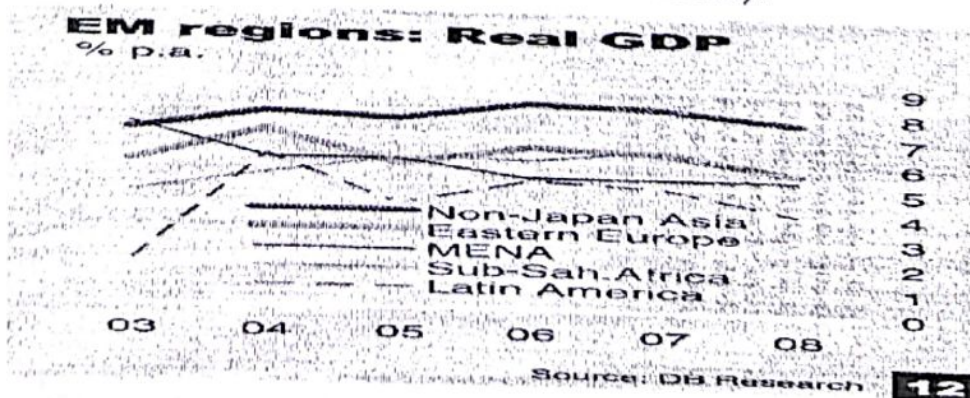 EM regions: Real GDP
% p.a.
9
8
7
6
5
4
3
2
1
0
Non-Japan Asia
Eastern Europe
MENA
Sub-Sah.Africa
Latin America
03 04 05 06 07 08
Source: DB Research
12